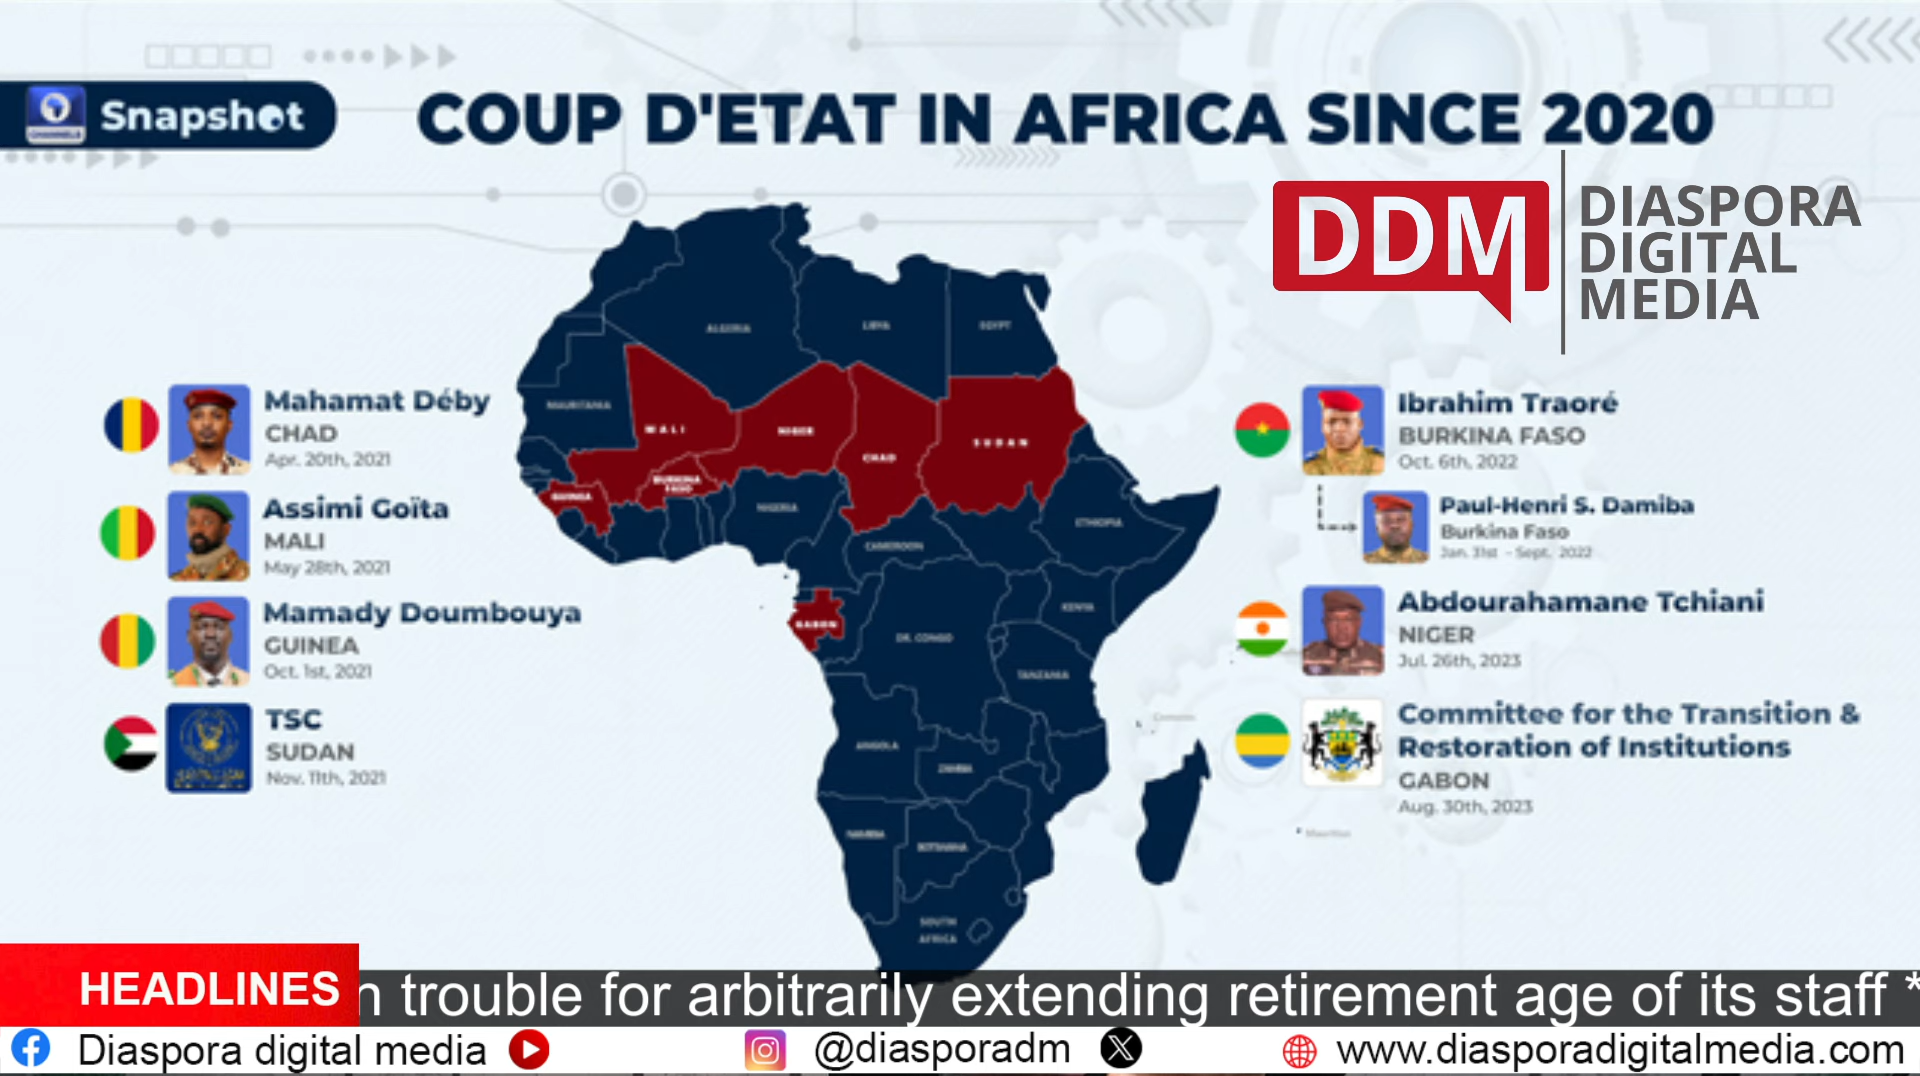 Snapshot
CHANNELS
COUP D'ETAT IN AFRICA SINCE 2020
DDM
DIASPORA
DIGITAL
MEDIA
Mahamat Déby
CHAD
Apr. 20th, 2021
Assimi Goïta
MALI
May 28th, 2021
Mamady Doumbouya
GUINEA
Oct. 1st, 2021
TSC
SUDAN
Nov. 11th, 2021
ALGERIA
LIBYA
EGYPT
MAURITANIA
MALI
NIGER
CHAD
SUDAN
BURKINA
FASO
GUINEA
NIGERIA
ETHIOPIA
CAMEROON
GABON
KENYA
DR. CONGO
TANZANIA
Comoros
ANGOLA
ZAMBIA
NAMIBIA
BOTSWANA
SOUTH
AFRICA
Mauritius
Ibrahim Traoré
BURKINA FASO
Oct. 6th, 2022
Paul-Henri S. Damiba
Burkina Faso
Jan. 31st - Sept. 2022
Abdourahamane Tchiani
NIGER
Jul. 26th, 2023
Committee for the Transition &
Restoration of Institutions
GABON
Aug. 30th, 2023
HEADLINES
n trouble for arbitrarily extending retirement age of its staff *
Diaspora digital media
@diasporadm
www.diasporadigitalmedia.com